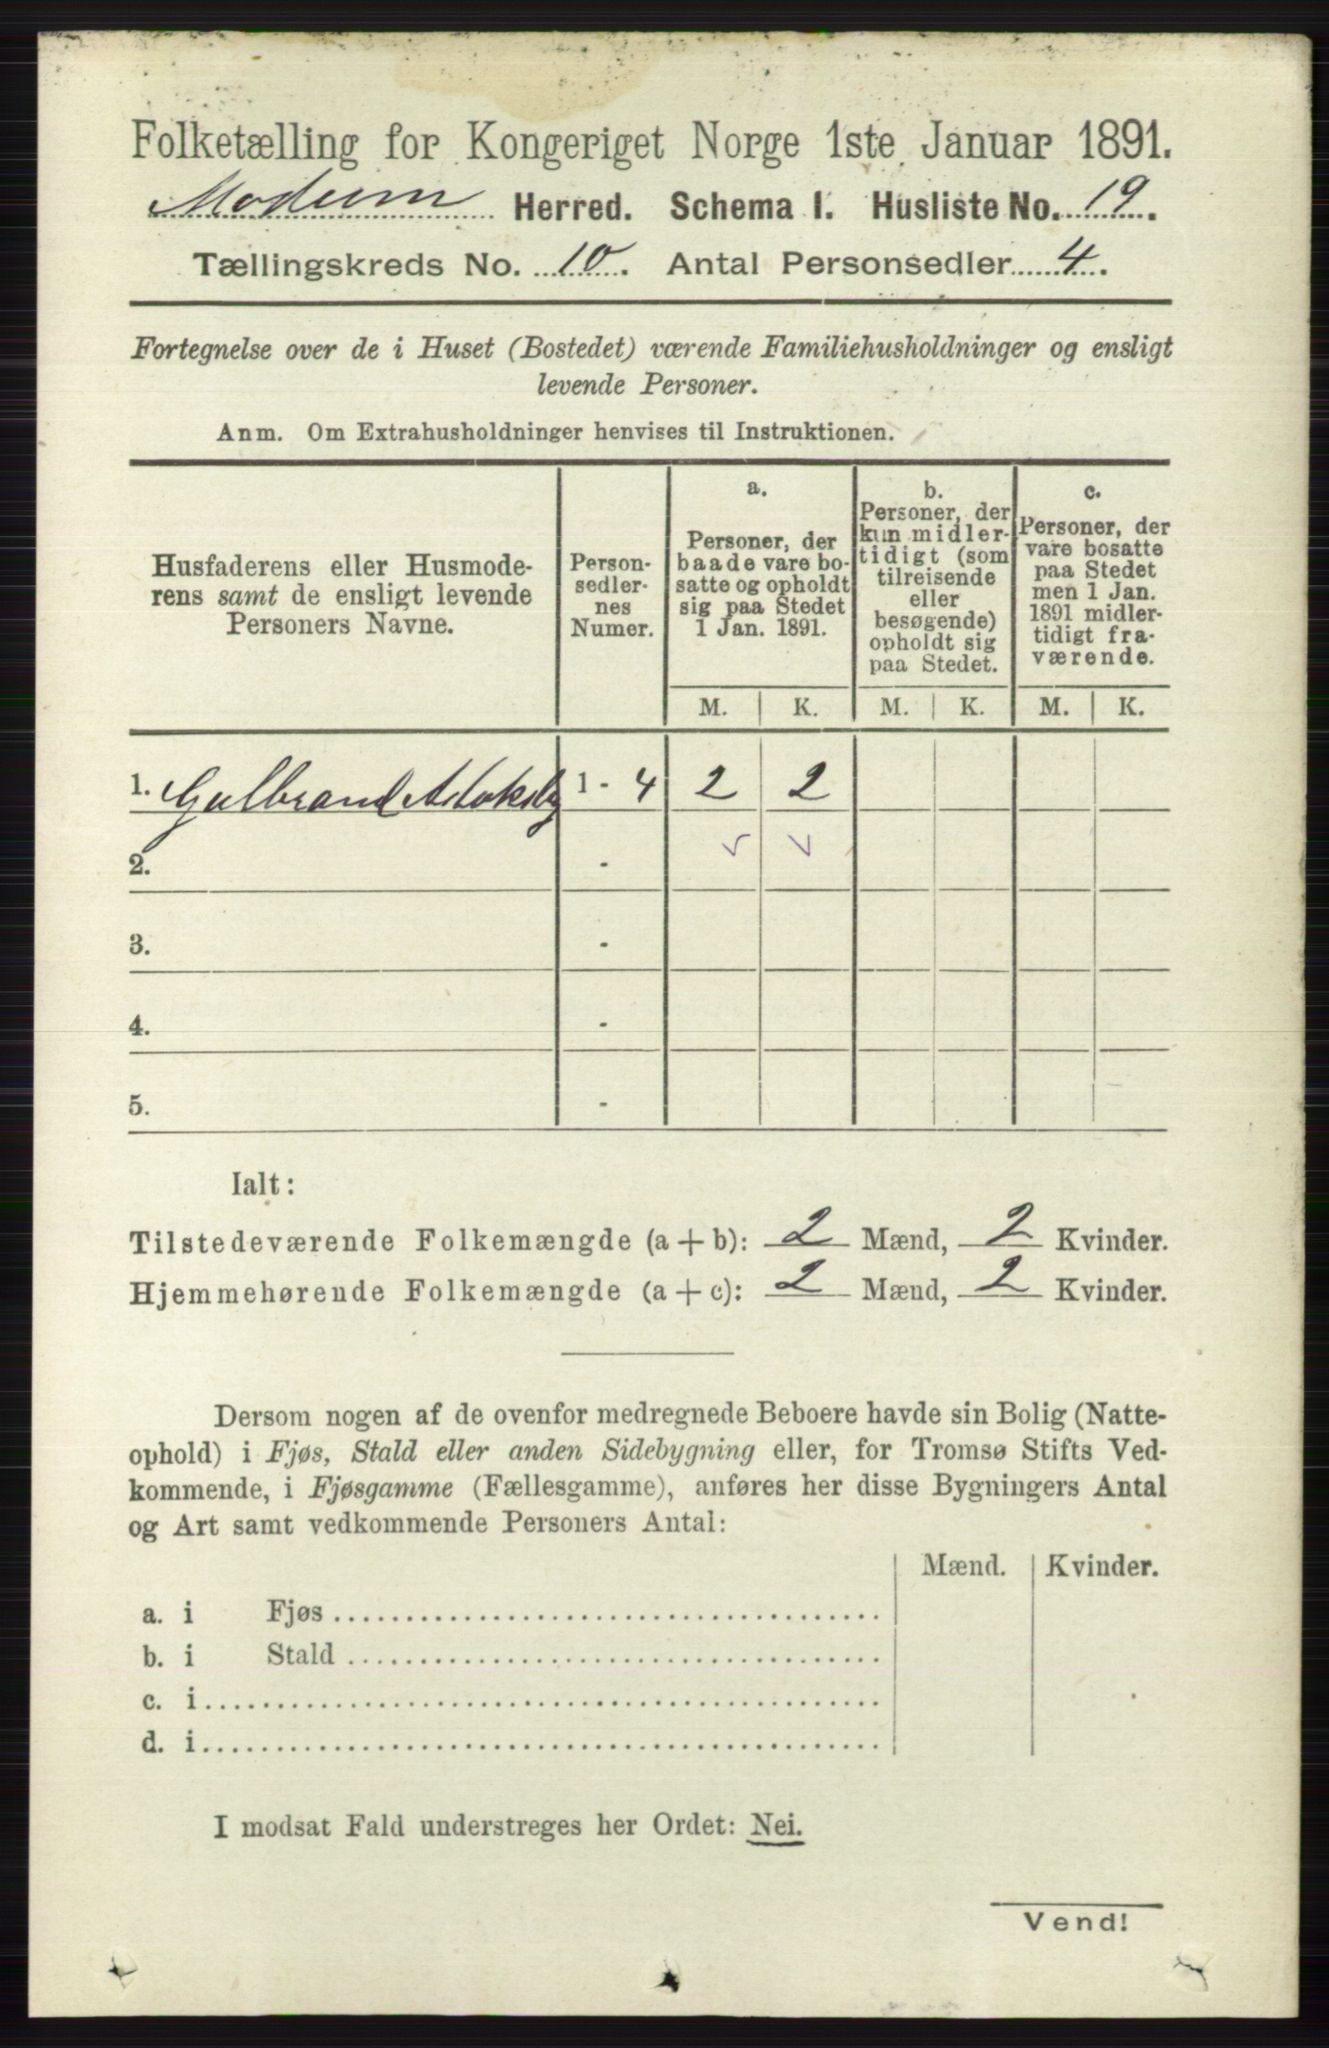 Folketælling for Kongeriget Norge 1ste Januar 1891.
Modum Herred. Schema I. Husliste No. 19.
Tællingskreds No. 10. Antal Personsedler 4.
Fortegnelse over de i Huset (Bostedet) værende Familiehusholdninger og ensligt
levende Personer.
Anm. Om Extrahusholdninger henvises til Instruktionen.
Husfaderens eller Husmode-
rens samt de ensligt levende
Personers Navne.
Person-
sedler-
nes
Numer.
a.
Personer, der
baade vare bo-
satte og opholdt
sig paa Stedet
1 Jan. 1891.
b.
Personer, der
kun midler-
tidigt (som
tilreisende
eller
besøgende)
opholdt sig
paa Stedet.
c.
Personer, der
vare bosatte
paa Stedet
men 1 Jan.
1891 midler-
tidigt fra-
værende.
M. K. M. K. M. K.
1. Gulbrand 1 - 4 2 2
2. -
3. -
4. -
5. -
Ialt:
Tilstedeværende Folkemængde (a + b): 2 Mænd, 2 Kvinder.
Hjemmehørende Folkemængde (a + c): 2 Mænd, 2 Kvinder.
Dersom nogen af de ovenfor medregnede Beboere havde sin Bolig (Natte-
ophold) i Fjøs, Stald eller anden Sidebygning eller, for Tromsø Stifts Ved-
kommende, i Fjøsgamme (Fællesgamme), anføres her disse Bygningers Antal
og Art samt vedkommende Personers Antal:
Mænd. Kvinder.
a. i Fjøs
b. i Stald
c. i
d. i
I modsat Fald understreges her Ordet: Nei.
Vend!